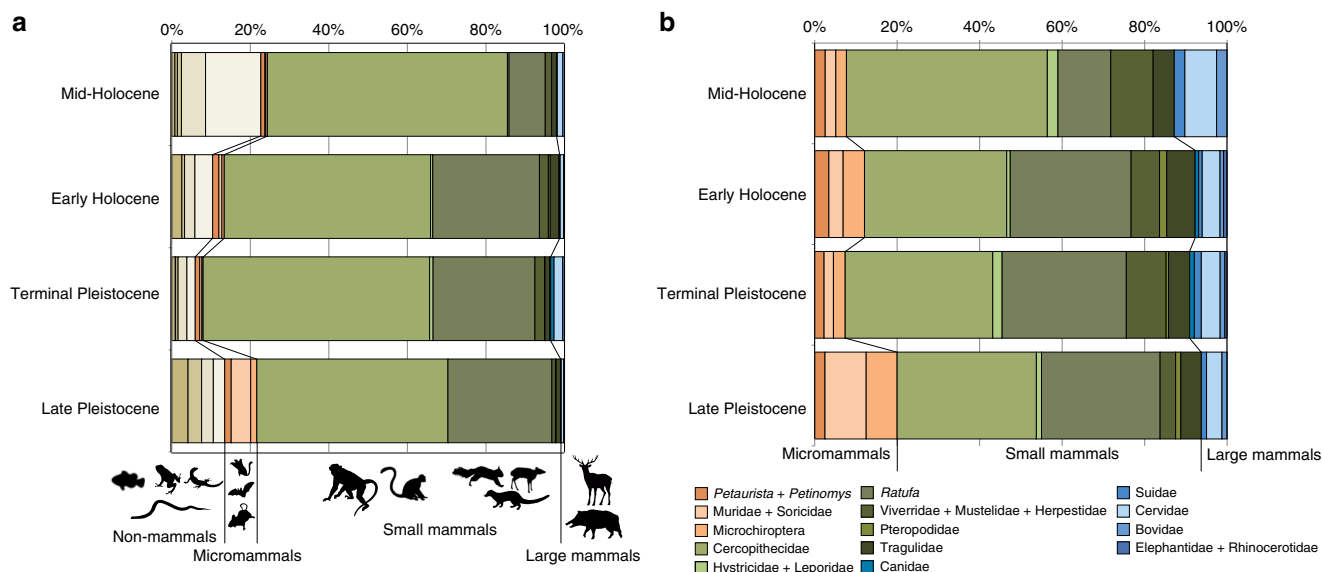 a
0% 20% 40% 60% 80% 100%
Mid-Holocene
Early Holocene
Terminal Pleistocene
Late Pleistocene
Non-mammals
Micromammals
Small mammals
Large mammals
b
0% 20% 40% 60% 80% 100%
Mid-Holocene
Early Holocene
Terminal Pleistocene
Late Pleistocene
Micromammals
Small mammals
Large mammals
Petaurista + Petinomys
Muridae + Soricidae
Microchiroptera
Cercopithecidae
Hystricidae + Leporidae
Ratufa
Viverridae + Mustelidae + Herpestidae
Pteropodidae
Tragulidae
Canidae
Suidae
Cervidae
Bovidae
Elephantidae + Rhinocerotidae